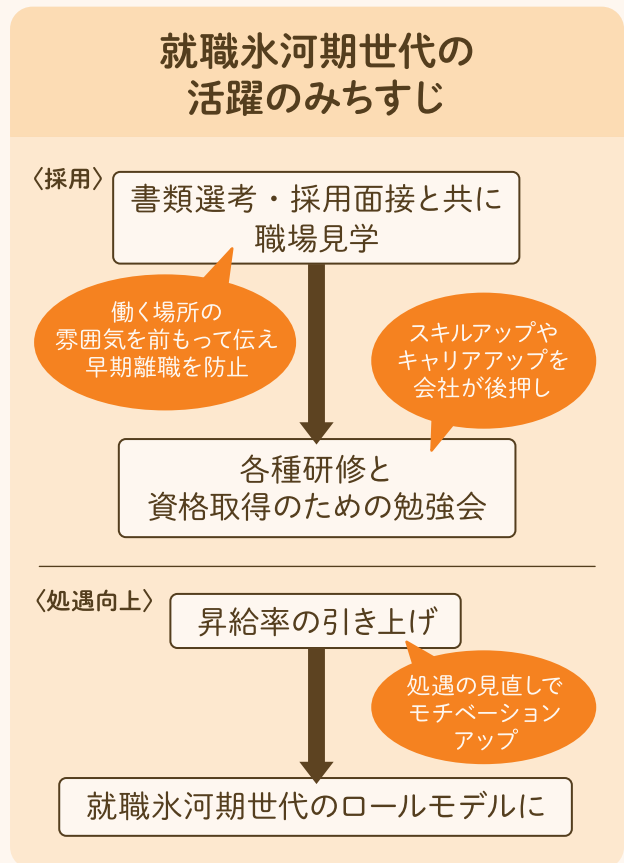 就職氷河期世代の
活躍のみちすじ
〈採用〉
書類選考・採用面接と共に
職場見学
働く場所の
雰囲気を前もって伝え
早期離職を防止
スキルアップや
キャリアアップを
会社が後押し
各種研修と
資格取得のための勉強会
〈処遇向上〉
昇給率の引き上げ
処遇の見直しで
モチベーション
アップ
就職氷河期世代のロールモデルに